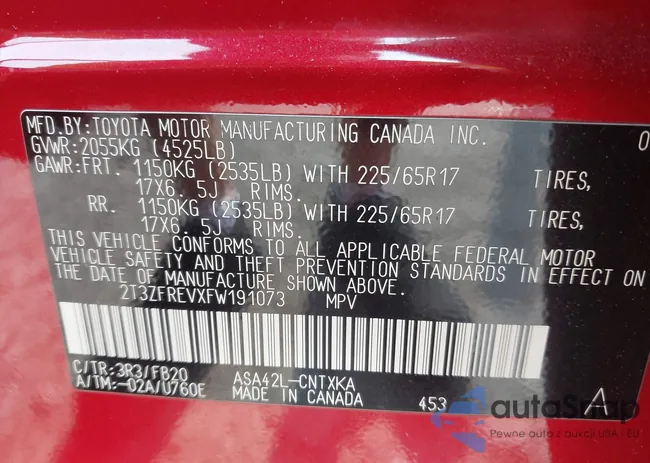 MFD.BY:TOYOTA MOTOR MANUFACTURING CANADA INC. 0
GVWR:2055KG (4525LB)
GAWR:FRT. 1150KG (2535LB) WITH 225/65R17 TIRES,
17X6.5J RIMS.
RR. 1150KG (2535LB) WITH 225/65R17 TIRES,
17X6.5J RIMS.
THIS VEHICLE CONFORMS TO ALL APPLICABLE FEDERAL MOTOR
VEHICLE SAFETY AND THEFT PREVENTION STANDARDS IN EFFECT ON
THE DATE OF MANUFACTURE SHOWN ABOVE.
2T3ZFREVXFW191073 MPV
C/TR:3R3/FB20 ASA42L-CNTXKA
A/TM:-02A/U760E MADE IN CANADA 453 A
autaSnap
Pewne auta z aukcji USA · EU